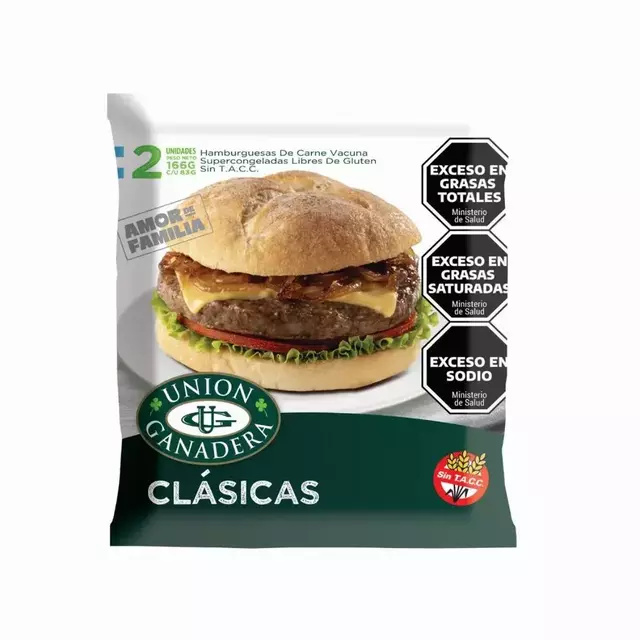 :2
UNIDADES
PESO NETO
166G
C/U 83G
Hamburguesas De Carne Vacuna
Supercongeladas Libres De Gluten
Sin T.A.C.C.
AMOR DE
FAMILIA
EXCESO EN
GRASAS
TOTALES
Ministerio
de Salud
EXCESO EN
GRASAS
SATURADAS
Ministerio
de Salud
EXCESO EN
SODIO
Ministerio
de Salud
UNION
UG
GANADERA
CLÁSICAS
Sin T.A.C.C.